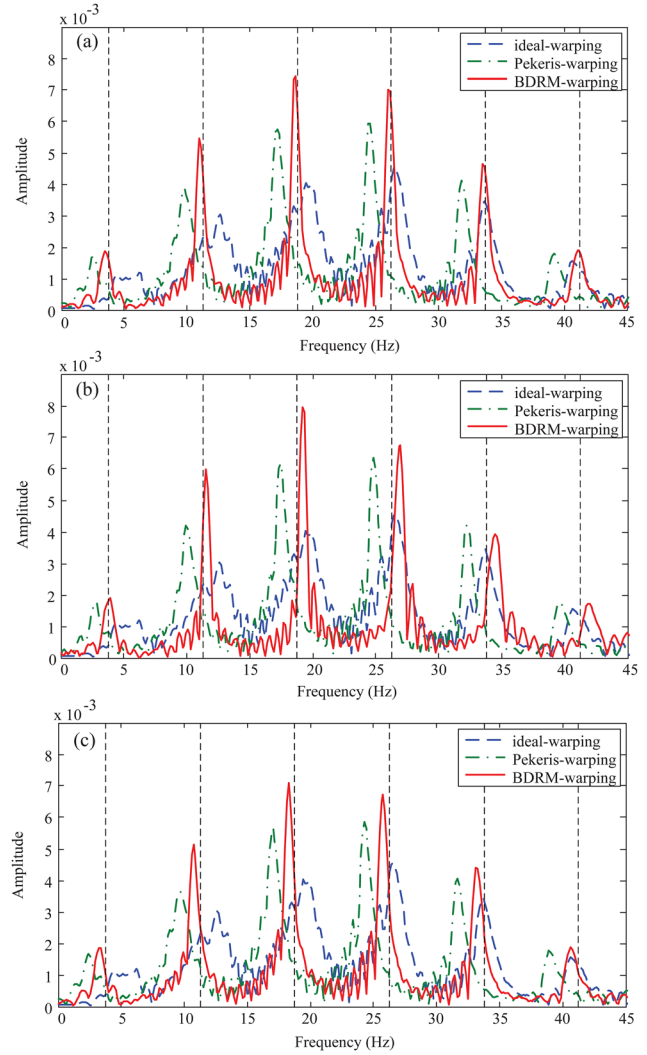 x 10⁻³
(a)
ideal-warping
Pekeris-warping
BDRM-warping
Amplitude
8
7
6
5
4
3
2
1
0
0 5 10 15 20 25 30 35 40 45
Frequency (Hz)
x 10⁻³
(b)
ideal-warping
Pekeris-warping
BDRM-warping
Amplitude
8
7
6
5
4
3
2
1
0
0 5 10 15 20 25 30 35 40 45
Frequency (Hz)
x 10⁻³
(c)
ideal-warping
Pekeris-warping
BDRM-warping
Amplitude
8
7
6
5
4
3
2
1
0
0 5 10 15 20 25 30 35 40 45
Frequency (Hz)